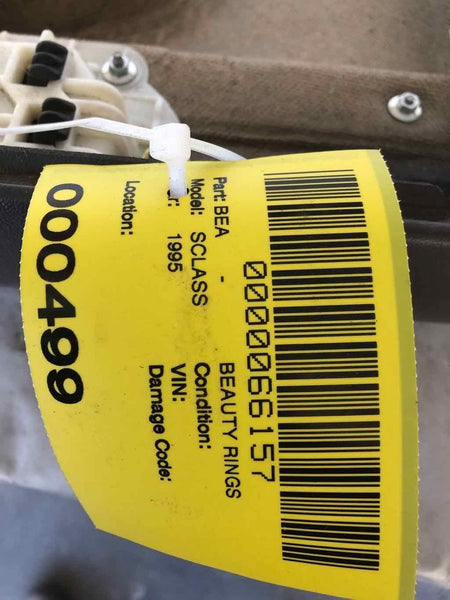 0000066157
Part: BEA - BEAUTY RINGS
Model: SCLASS Condition:
r: 1995 VIN:
Damage Code:
Location:
000499